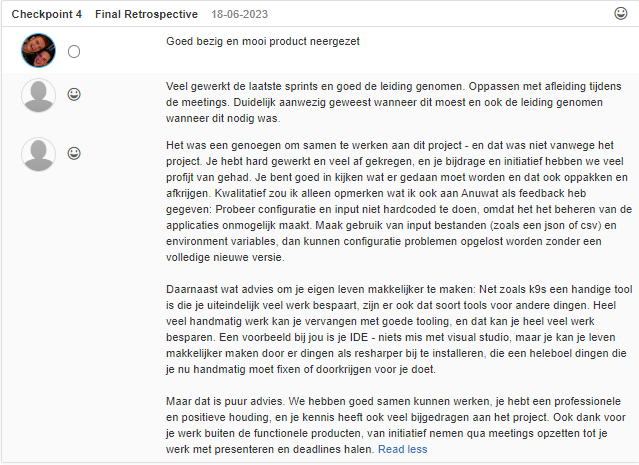 Checkpoint 4 Final Retrospective 18-06-2023
Goed bezig en mooi product neergezet
Veel gewerkt de laatste sprints en goed de leiding genomen. Oppassen met afleiding tijdens
de meetings. Duidelijk aanwezig geweest wanneer dit moest en ook de leiding genomen
wanneer dit nodig was.
Het was een genoegen om samen te werken aan dit project - en dat was niet vanwege het
project. Je hebt hard gewerkt en veel af gekregen, en je bijdrage en initiatief hebben we veel
profijt van gehad. Je bent goed in kijken wat er gedaan moet worden en dat ook oppakken en
afkrijgen. Kwalitatief zou ik alleen opmerken wat ik ook aan Anuwat als feedback heb
gegeven: Probeer configuratie en input niet hardcoded te doen, omdat het het beheren van de
applicaties onmogelijk maakt. Maak gebruik van input bestanden (zoals een json of csv) en
environment variables, dan kunnen configuratie problemen opgelost worden zonder een
volledige nieuwe versie.
Daarnaast wat advies om je eigen leven makkelijker te maken: Net zoals k9s een handige tool
is die je uiteindelijk veel werk bespaart, zijn er ook dat soort tools voor andere dingen. Heel
veel handmatig werk kan je vervangen met goede tooling, en dat kan je heel veel werk
besparen. Een voorbeeld bij jou is je IDE - niets mis met visual studio, maar je je kan leven
makkelijker maken door er dingen als resharper bij te installeren, die een heleboel dingen die
je nu handmatig moet fixen of doorkrijgen voor je doet.
Maar dat is puur advies. We hebben goed samen kunnen werken, je hebt een professionele
en positieve houding, en je kennis heeft ook veel bijgedragen aan het project. Ook dank voor
je werk buiten de functionele producten, van initiatief nemen qua meetings opzetten tot je
werk met presenteren en deadlines halen. Read less